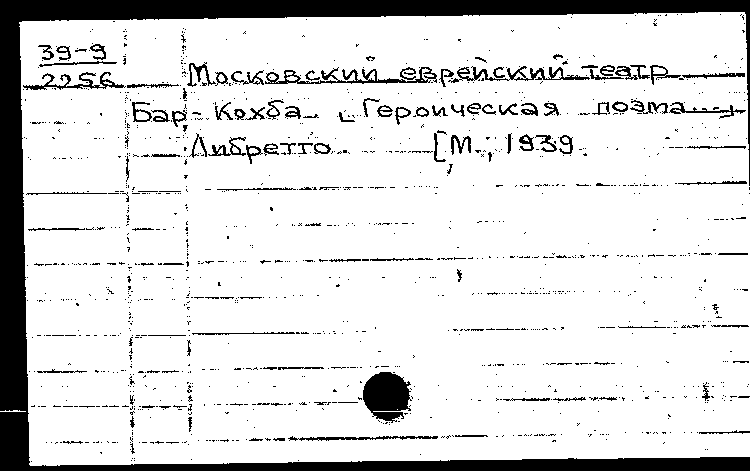 39-9
2256
Московский еврейский театр.
Бар-Кохба. [Героическая поэма...]
Либретто. [М., 1939.